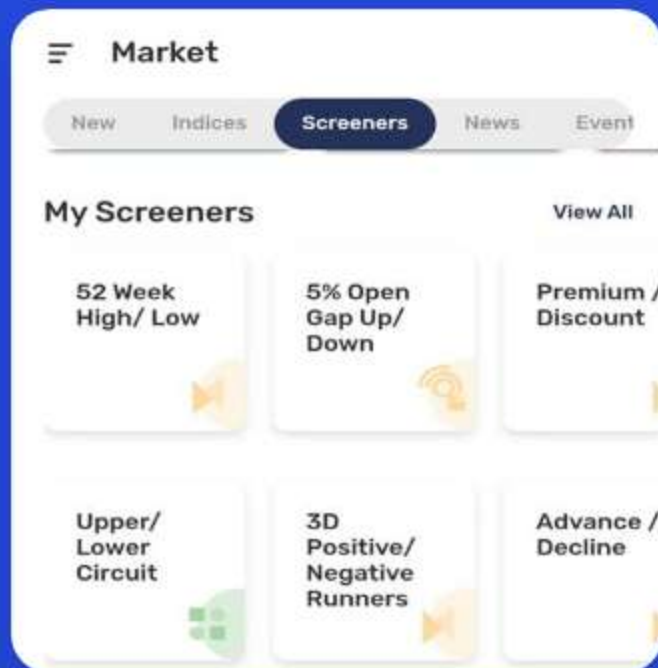 Market
New Indices Screeners News Event
My Screeners View All
52 Week
High/ Low
5% Open
Gap Up/
Down
Premium /
Discount
Upper/
Lower
Circuit
3D
Positive/
Negative
Runners
Advance /
Decline